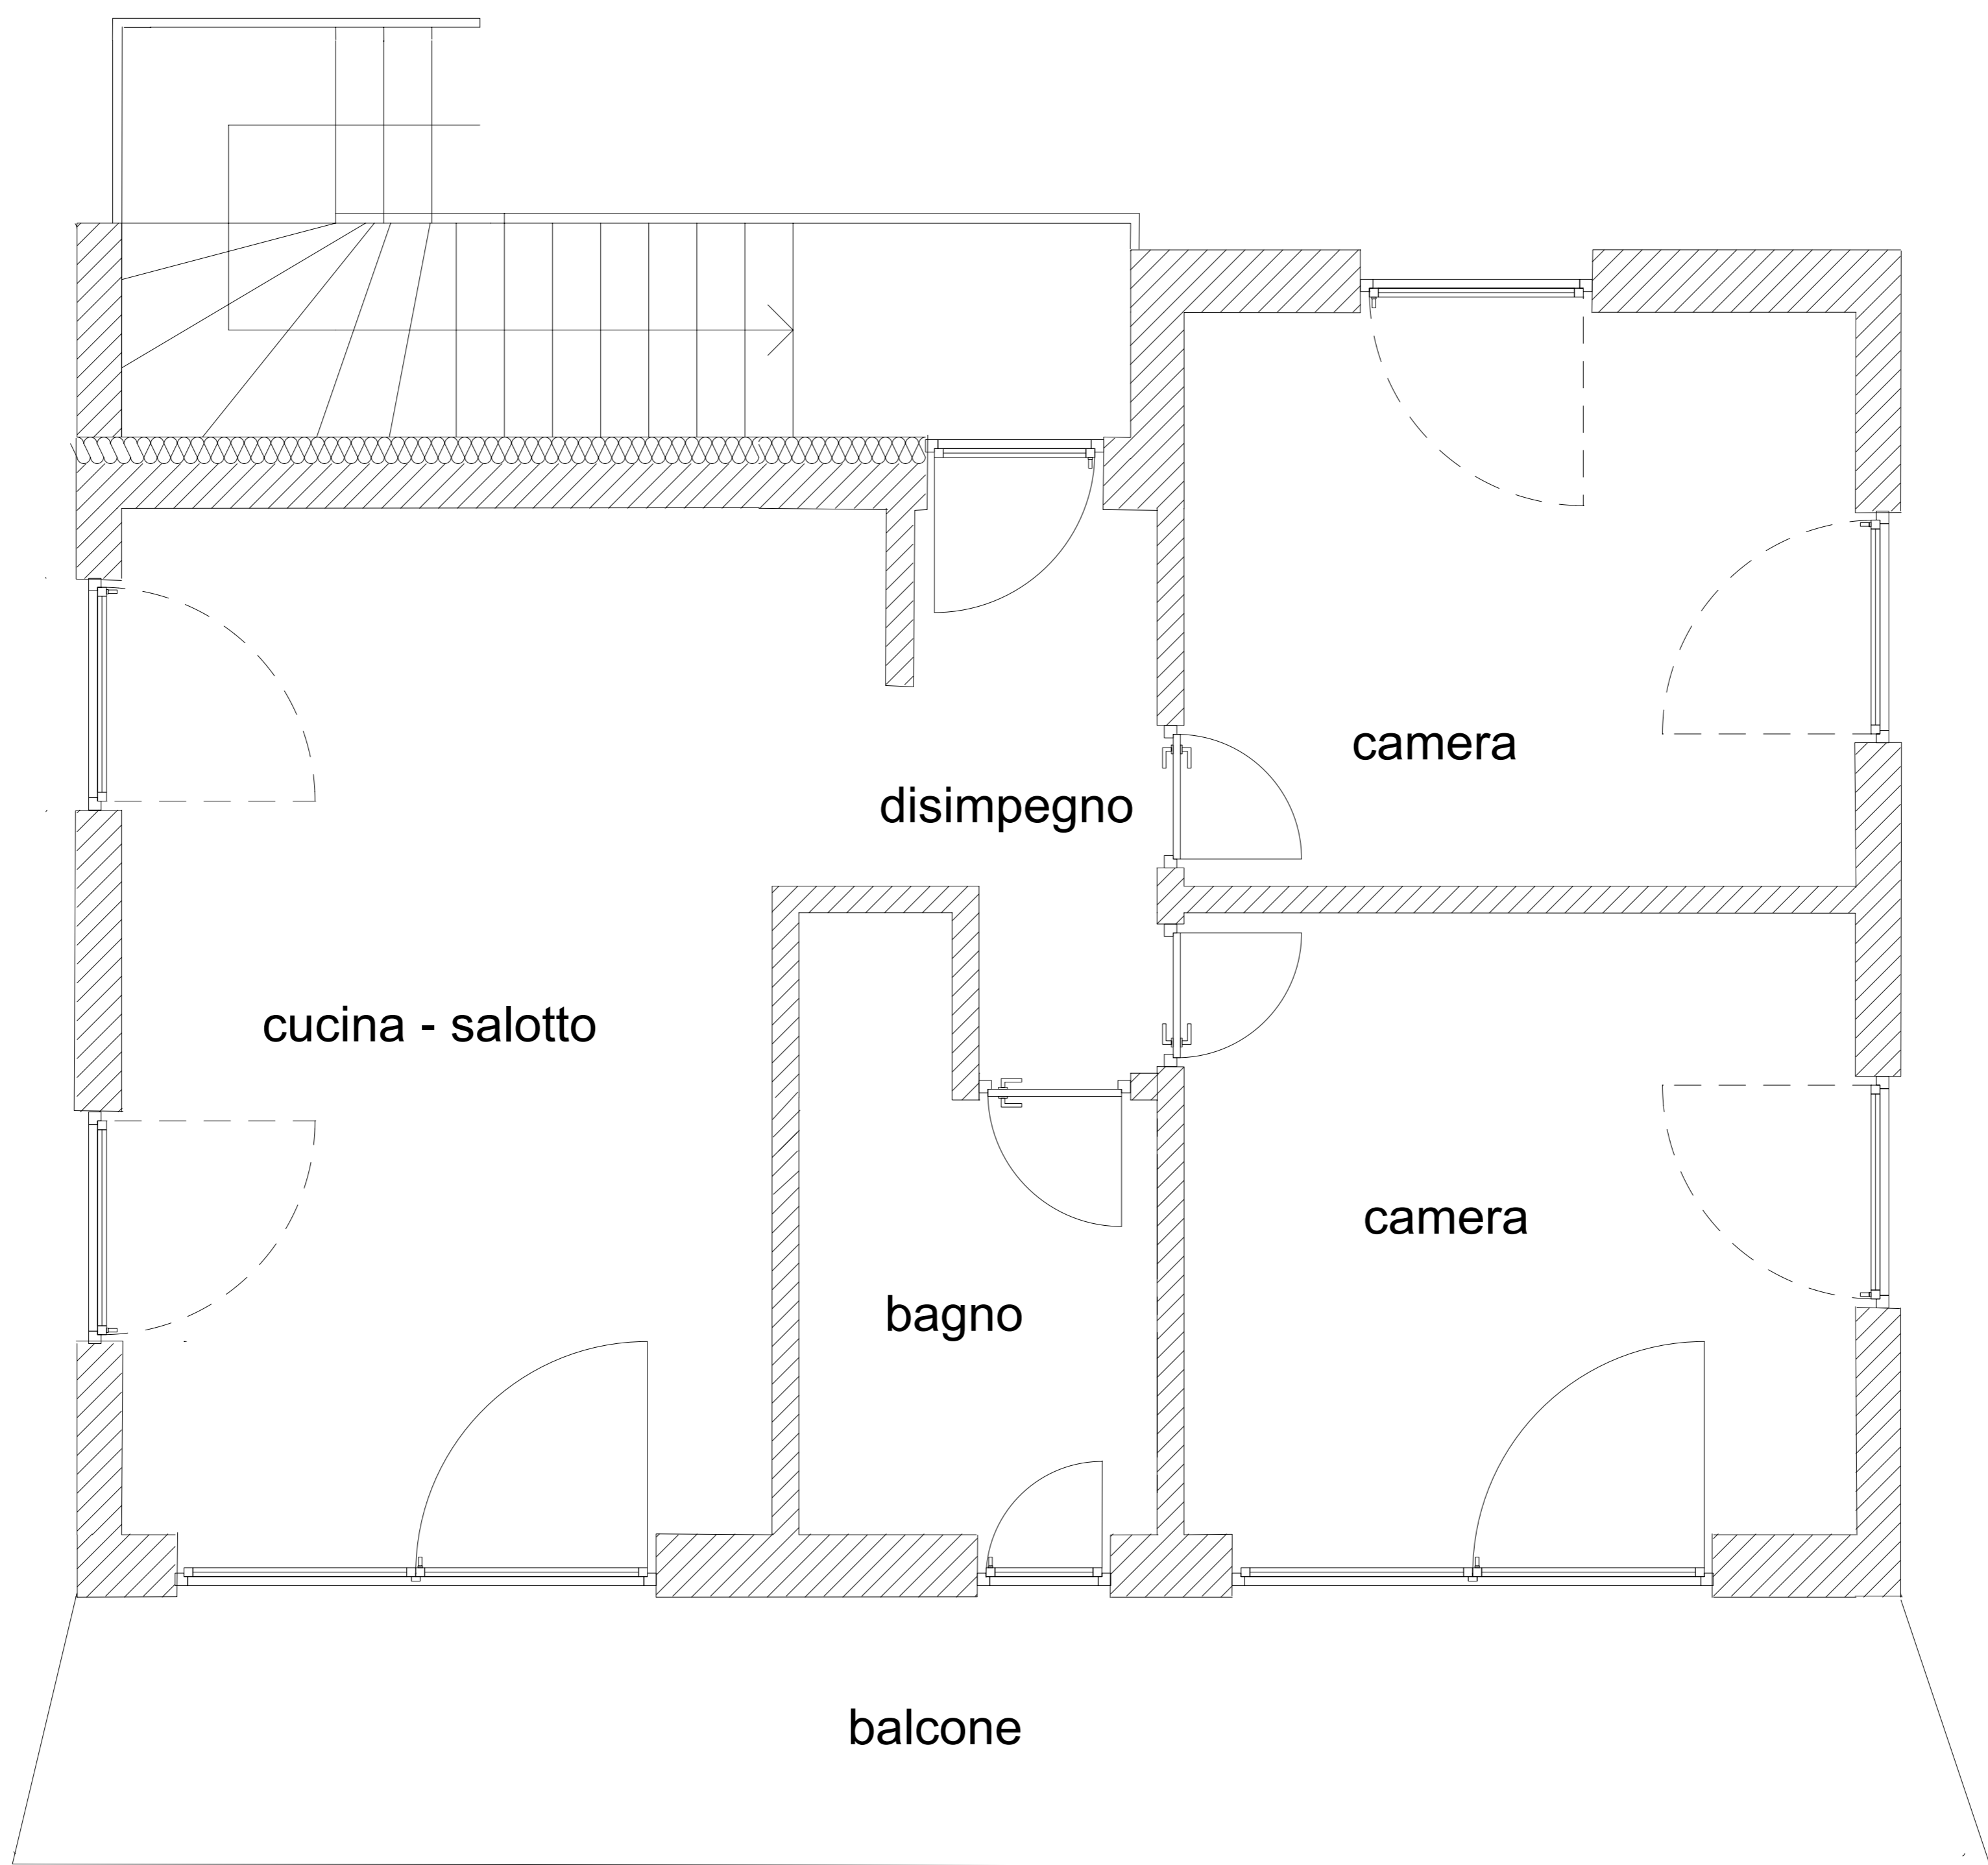 camera
disimpegno
cucina - salotto
camera
bagno
balcone